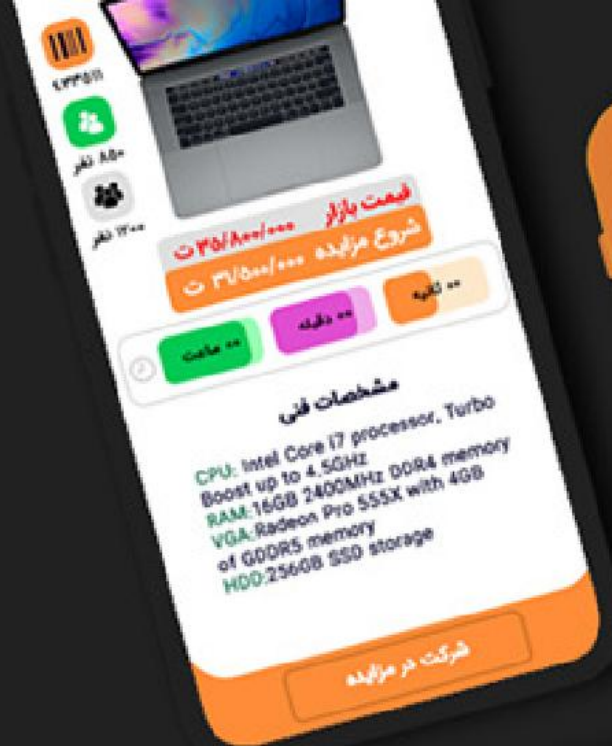 ۸۵۰ نفر
۱۲۰۰ نفر
قیمت بازار ۳۵/۸۰۰/۰۰۰ ت
شروع مزایده ۳۱/۵۰۰/۰۰۰ ت
۰۰ ثانیه
۰۰ دقیقه
۰۰ ساعت
مشخصات فنی
CPU: Intel Core i7 processor, Turbo
Boost up to 4.5GHz
RAM:16GB 2400MHz DDR4 memory
VGA:Radeon Pro 555X with 4GB
of GDDR5 memory
HDD:256GB SSD storage
شرکت در مزایده